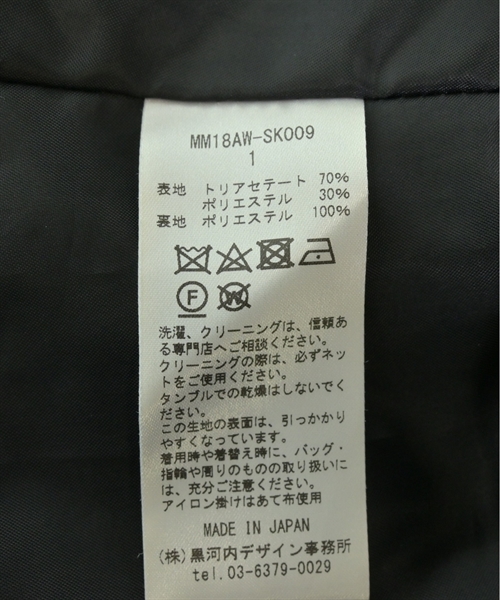 MM18AW-SK009
1
表地 トリアセテート 70%
ポリエステル 30%
裏地 ポリエステル 100%
F W
洗濯、クリーニングは、信頼あ
る専門店へご相談ください。
クリーニングの際は、必ずネッ
トをご使用ください。
タンブルでの乾燥はしないでく
ださい。
この生地の表面は、引っかかり
やすくなっています。
着用時や着替え時に、バッグ・
指輪や周りのものの取り扱いに
は、充分ご注意ください。
アイロン掛けはあて布使用
MADE IN JAPAN
(株)黒河内デザイン事務所
tel.03-6379-0029